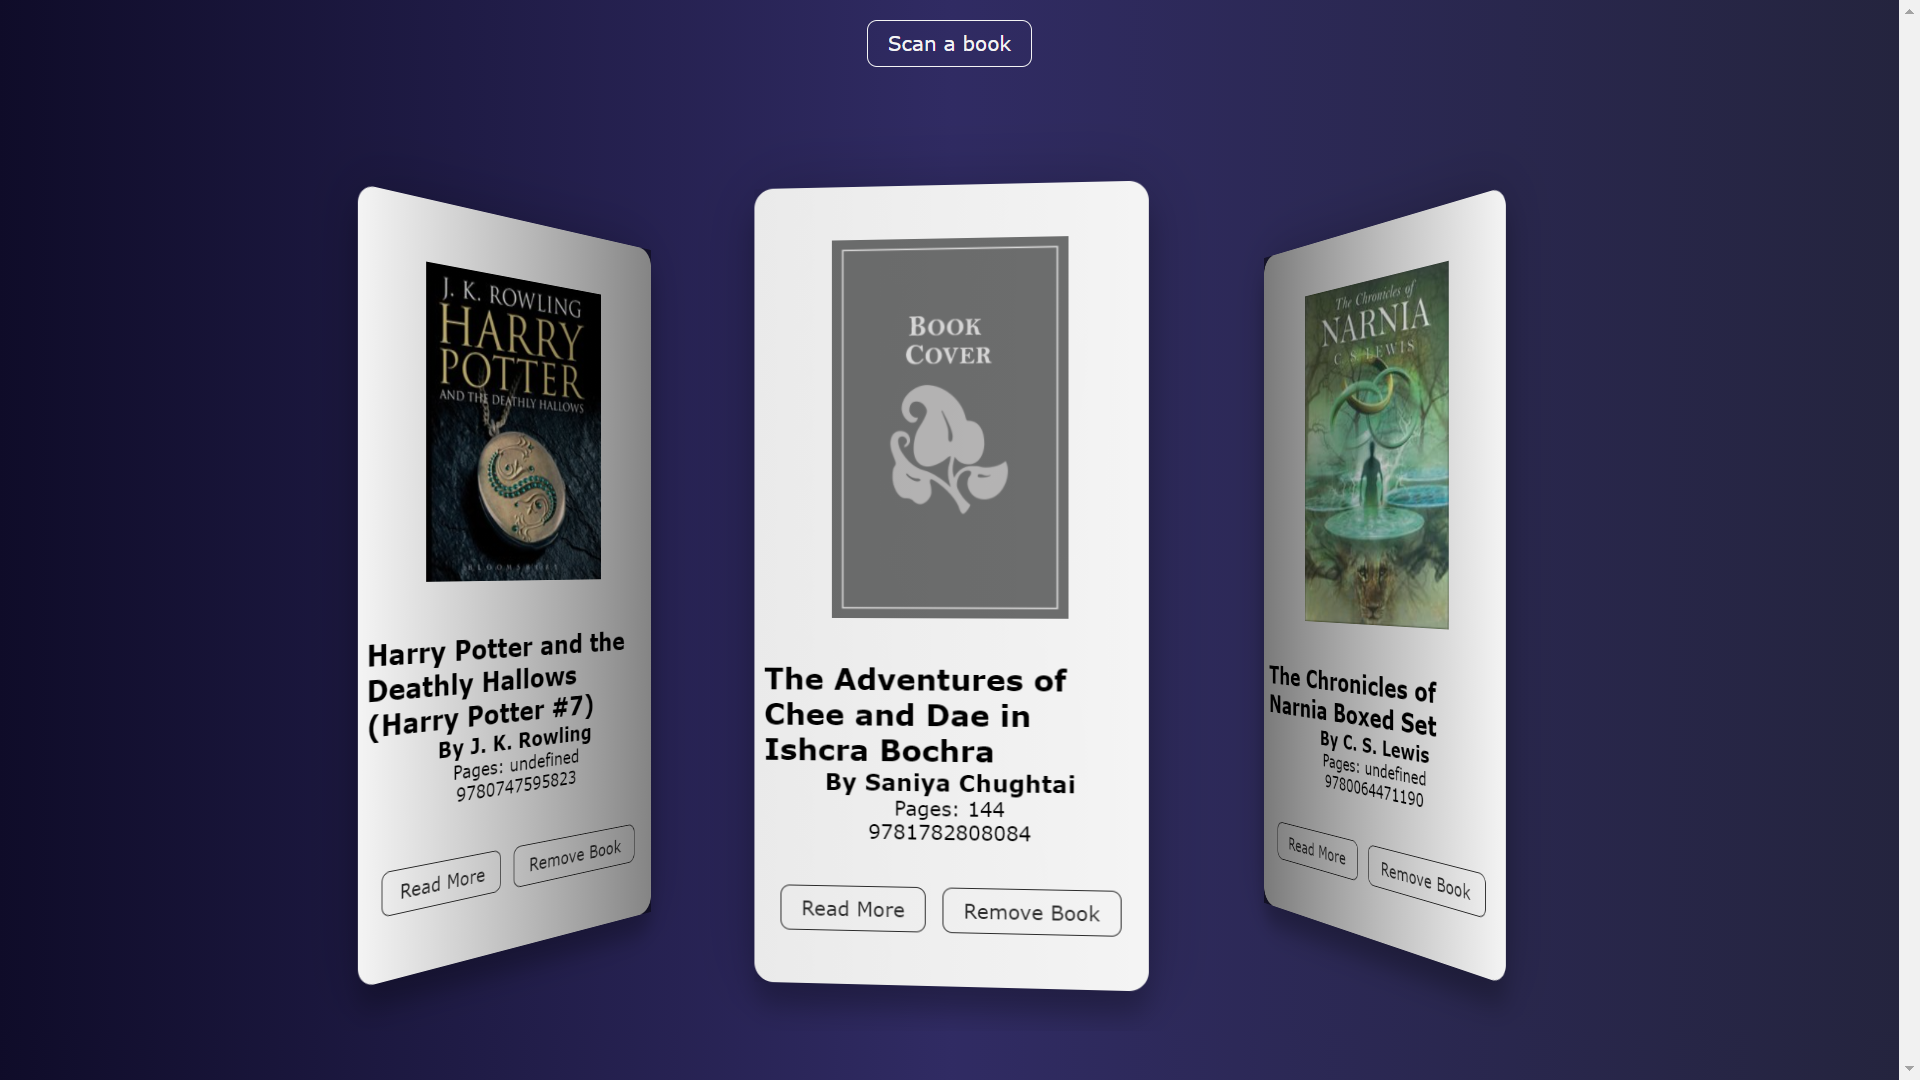 Scan a book
J. K. ROWLING
HARRY
POTTER
AND THE DEATHLY HALLOWS
BLOOMSBURY
Harry Potter and the
Deathly Hallows
(Harry Potter #7)
By J. K. Rowling
Pages: undefined
9780747595823
Read More
Remove Book
BOOK
COVER
The Adventures of
Chee and Dae in
Ishcra Bochra
By Saniya Chughtai
Pages: 144
9781782808084
Read More
Remove Book
The Chronicles of
NARNIA
C. S. LEWIS
The Chronicles of
Narnia Boxed Set
By C. S. Lewis
Pages: undefined
9780064471190
Read More
Remove Book